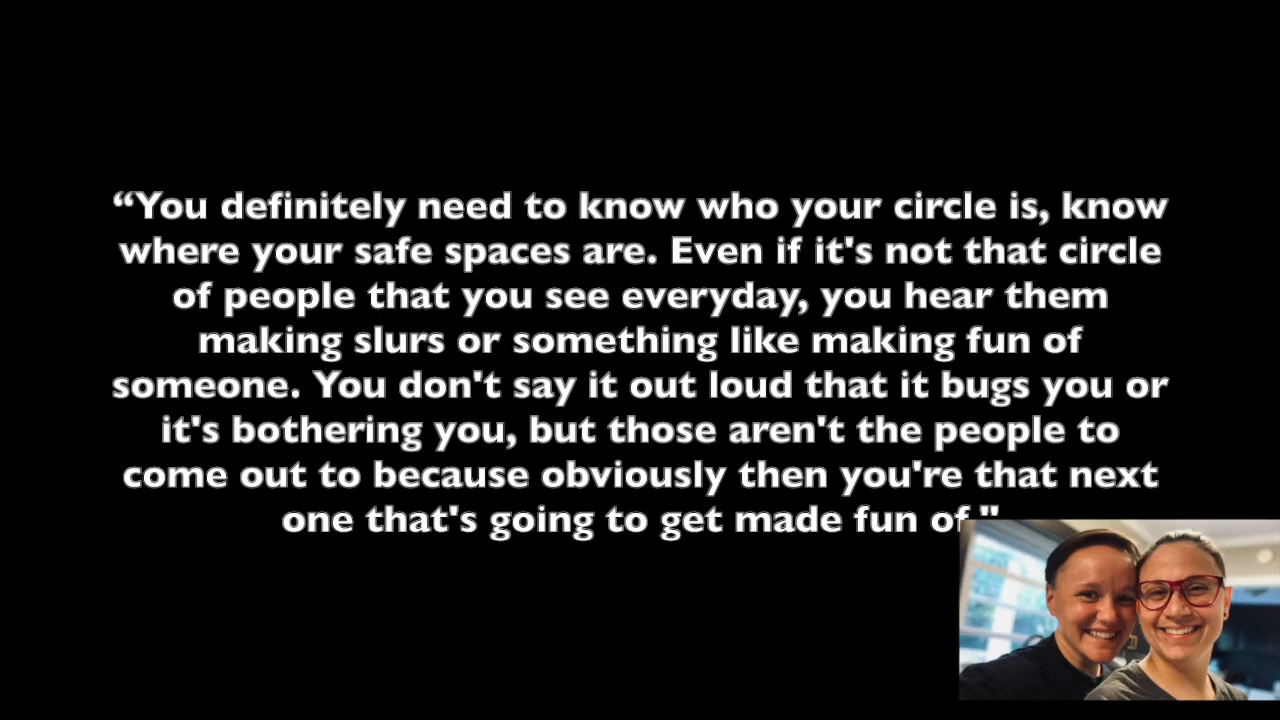 “You definitely need to know who your circle is, know
where your safe spaces are. Even if it's not that circle
of people that you see everyday, you hear them
making slurs or something like making fun of
someone. You don't say it out loud that it bugs you or
it's bothering you, but those aren't the people to
come out to because obviously then you're that next
one that's going to get made fun of."